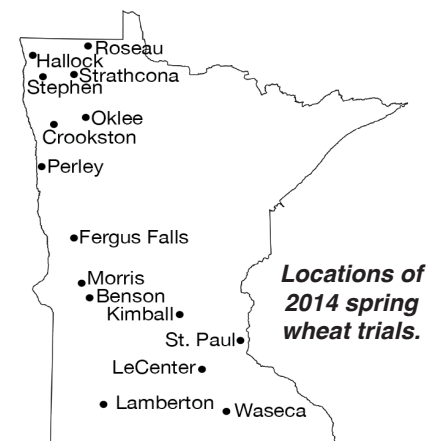 Roseau
Hallock
Strathcona
Stephen
Oklee
Crookston
Perley
Fergus Falls
Morris
Benson
Kimball
Locations of
2014 spring
wheat trials.
St. Paul
LeCenter
Lamberton
Waseca